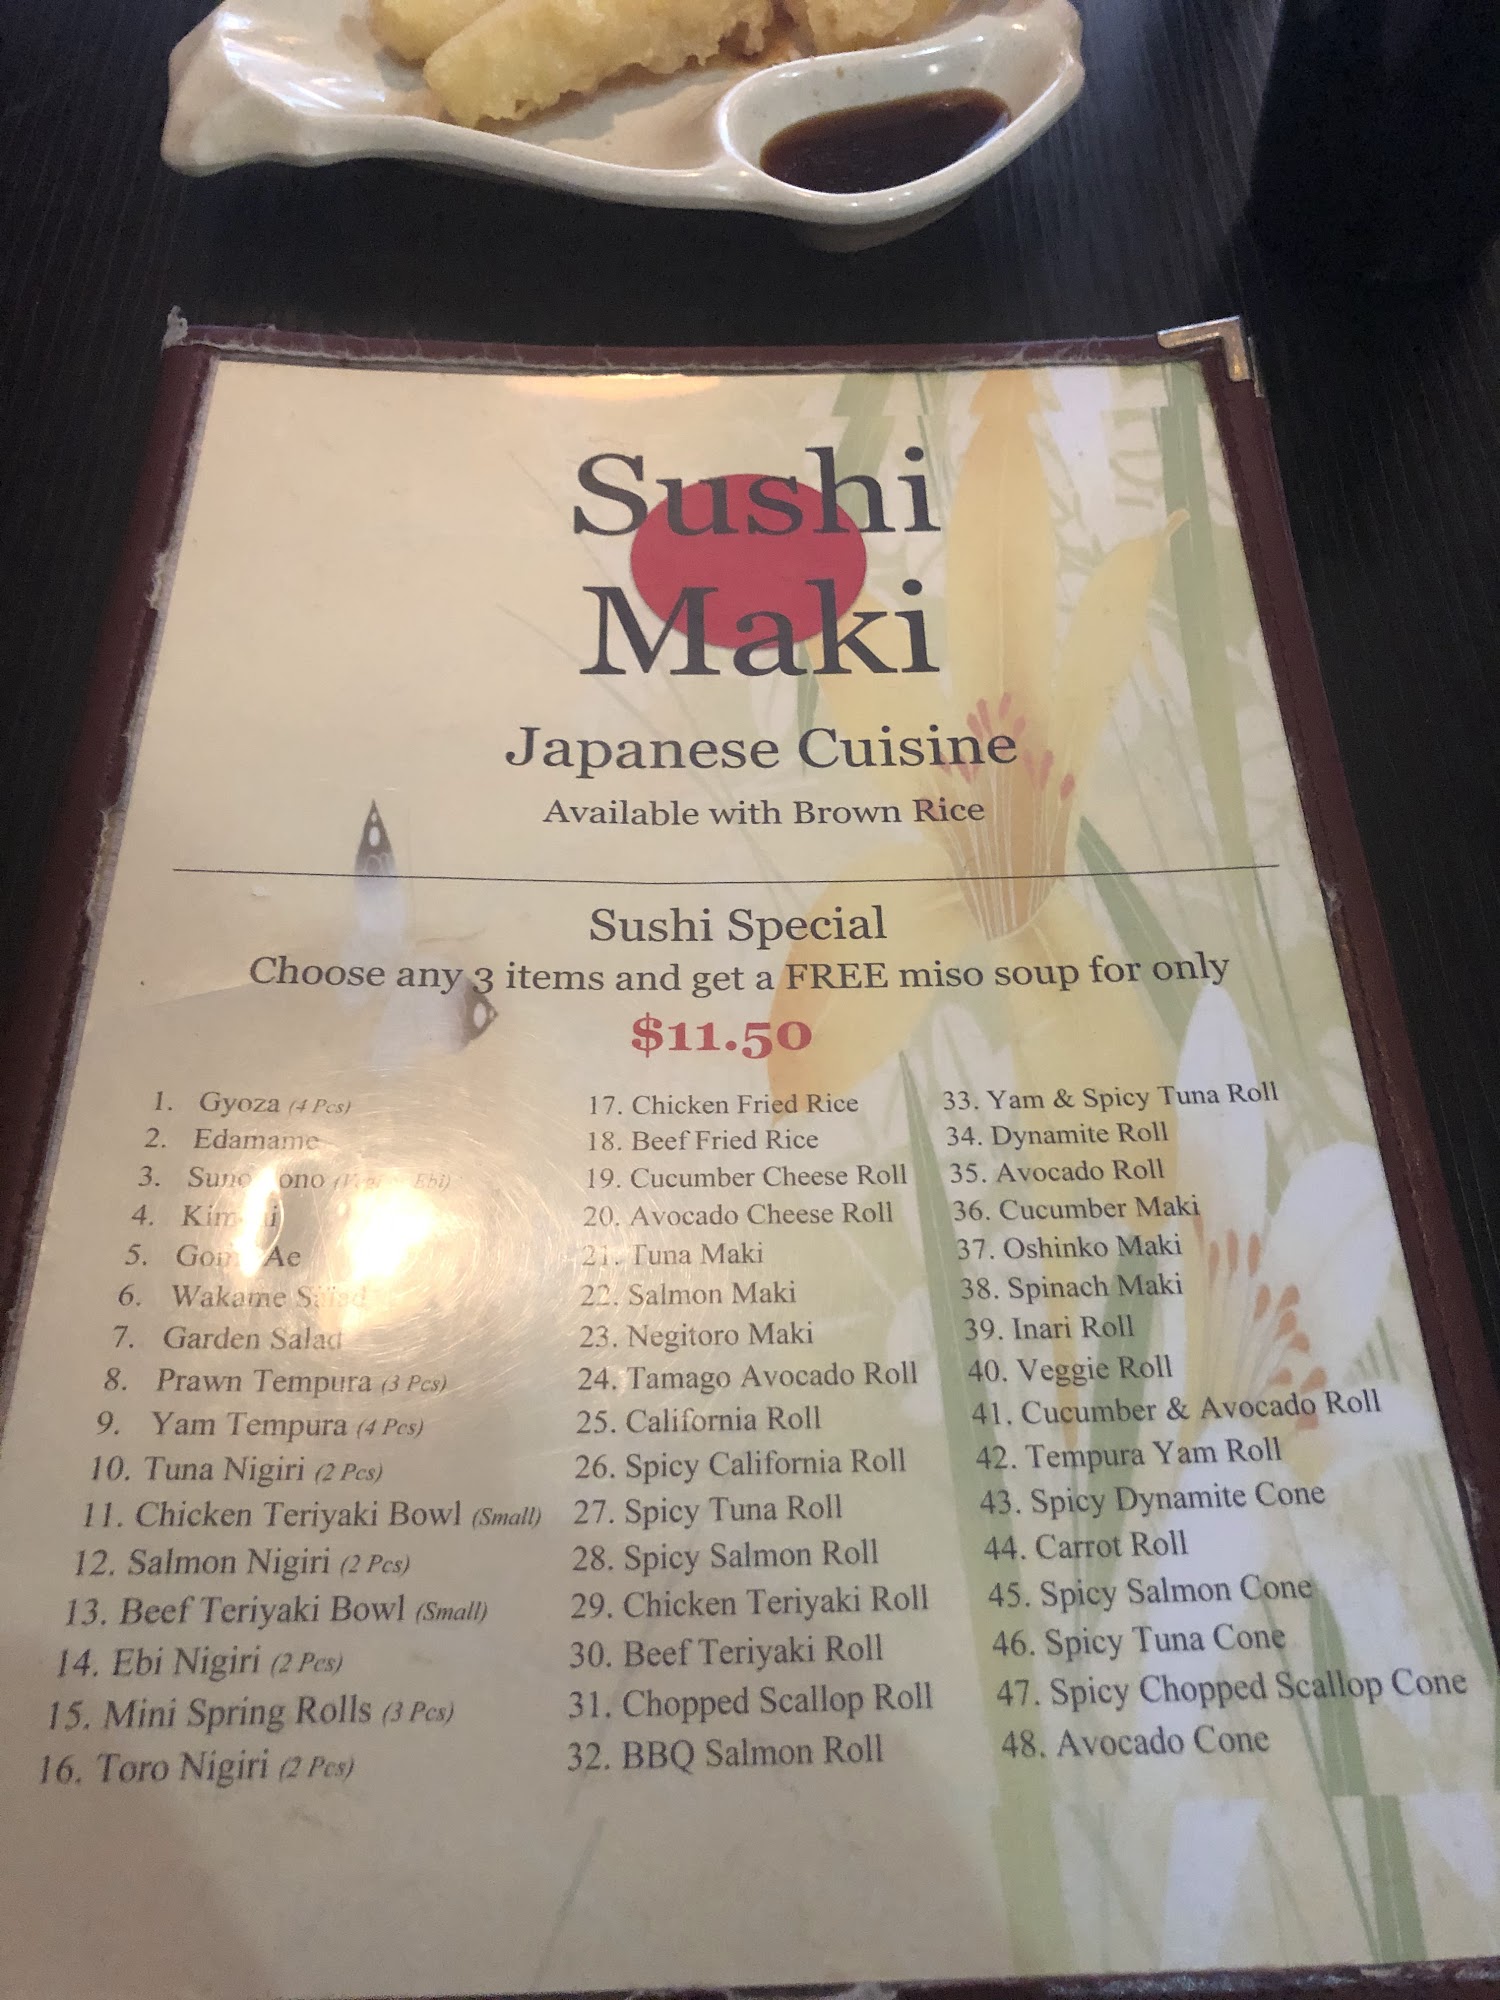 Sushi
Maki
Japanese Cuisine
Available with Brown Rice
Sushi Special
Choose any 3 items and get a FREE miso soup for only
$11.50
1. Gyoza (4 Pcs)
2. Edamame
3.
4.
5. Ae
6. Wakame Salad
7. Garden Salad
8. Prawn Tempura (3 Pcs)
9. Yam Tempura (4 Pcs)
10. Tuna Nigiri (2 Pcs)
11. Chicken Teriyaki Bowl (Small)
12. Salmon Nigiri (2 Pcs)
13. Beef Teriyaki Bowl (Small)
14. Ebi Nigiri (2 Pcs)
15. Mini Spring Rolls (3 Pcs)
16. Toro Nigiri (2 Pcs)
17. Chicken Fried Rice
18. Beef Fried Rice
19. Cucumber Cheese Roll
20. Avocado Cheese Roll
21. Tuna Maki
22. Salmon Maki
23. Negitoro Maki
24. Tamago Avocado Roll
25. California Roll
26. Spicy California Roll
27. Spicy Tuna Roll
28. Spicy Salmon Roll
29. Chicken Teriyaki Roll
30. Beef Teriyaki Roll
31. Chopped Scallop Roll
32. BBQ Salmon Roll
33. Yam & Spicy Tuna Roll
34. Dynamite Roll
35. Avocado Roll
36. Cucumber Maki
37. Oshinko Maki
38. Spinach Maki
39. Inari Roll
40. Veggie Roll
41. Cucumber & Avocado Roll
42. Tempura Yam Roll
43. Spicy Dynamite Cone
44. Carrot Roll
45. Spicy Salmon Cone
46. Spicy Tuna Cone
47. Spicy Chopped Scallop Cone
48. Avocado Cone